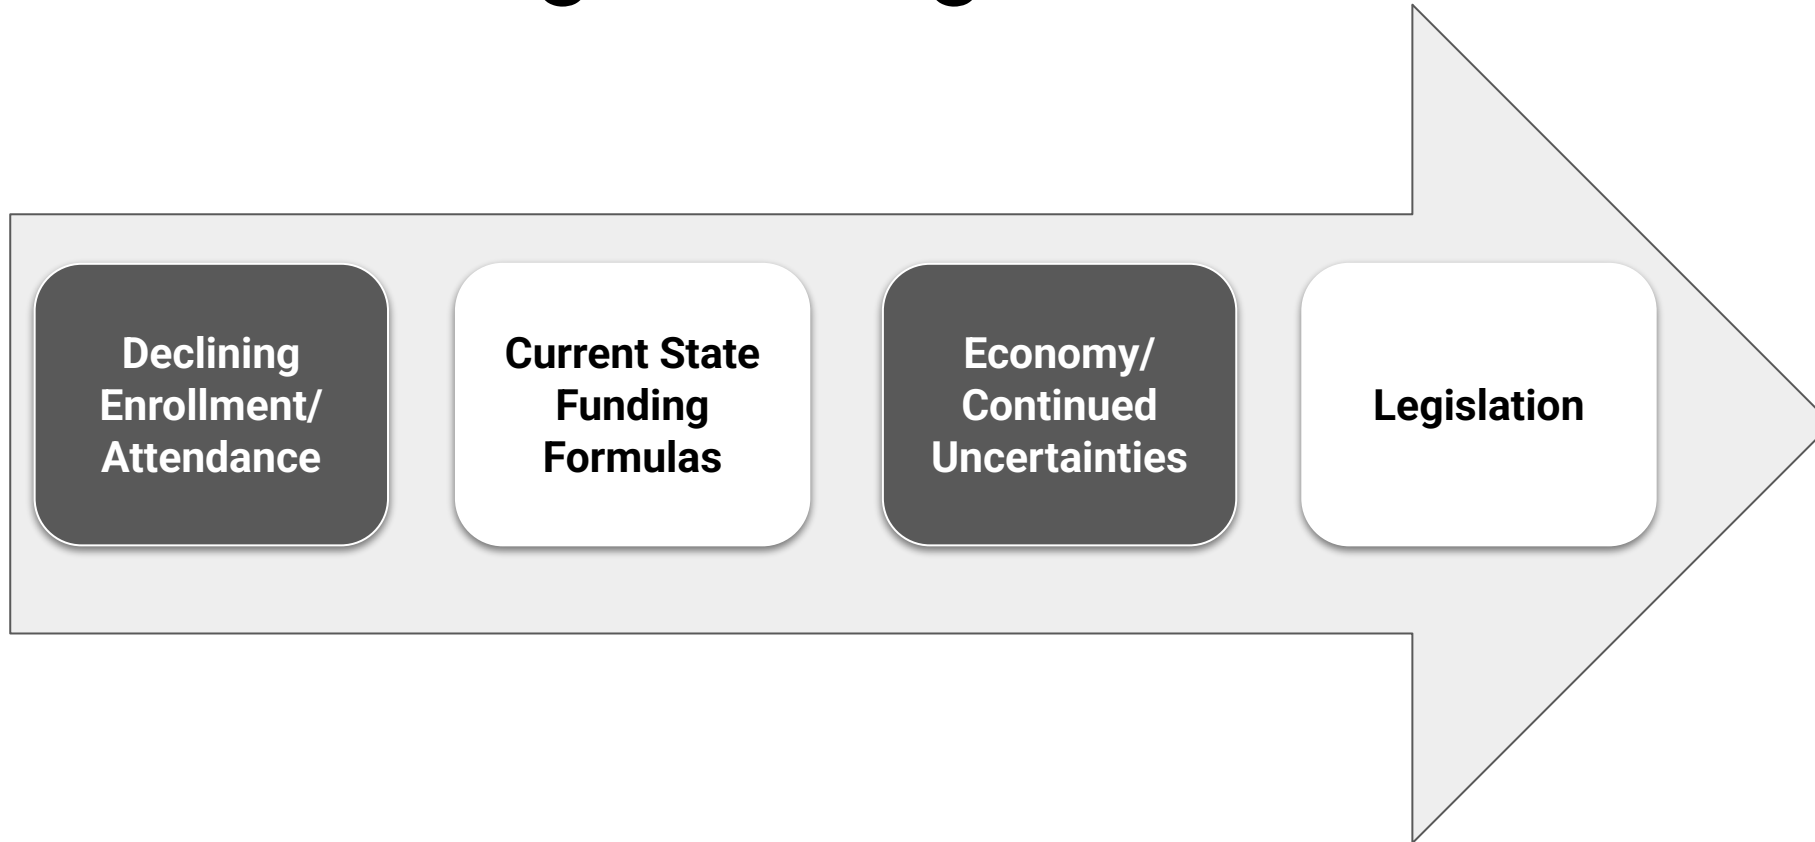 Declining
Enrollment/
Attendance
Current State
Funding
Formulas
Economy/
Continued
Uncertainties
Legislation